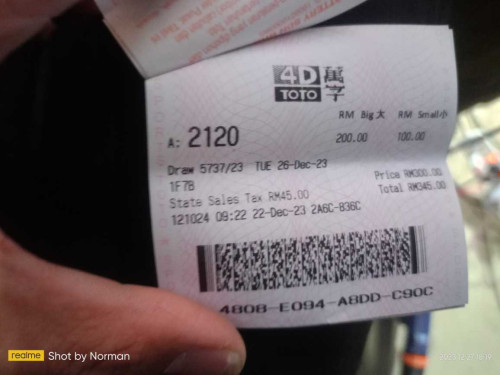 4D 萬
TOTO 字
RM Big 大 RM Small 小
A: 2120 200.00 100.00
Draw 5737/23 TUE 26-Dec-23
1F7B Price RM300.00
State Sales Tax RM45.00 Total RM345.00
121024 09:22 22-Dec-23 2A6C-836C
4808-E094-A8DD-C90C
realme Shot by Norman